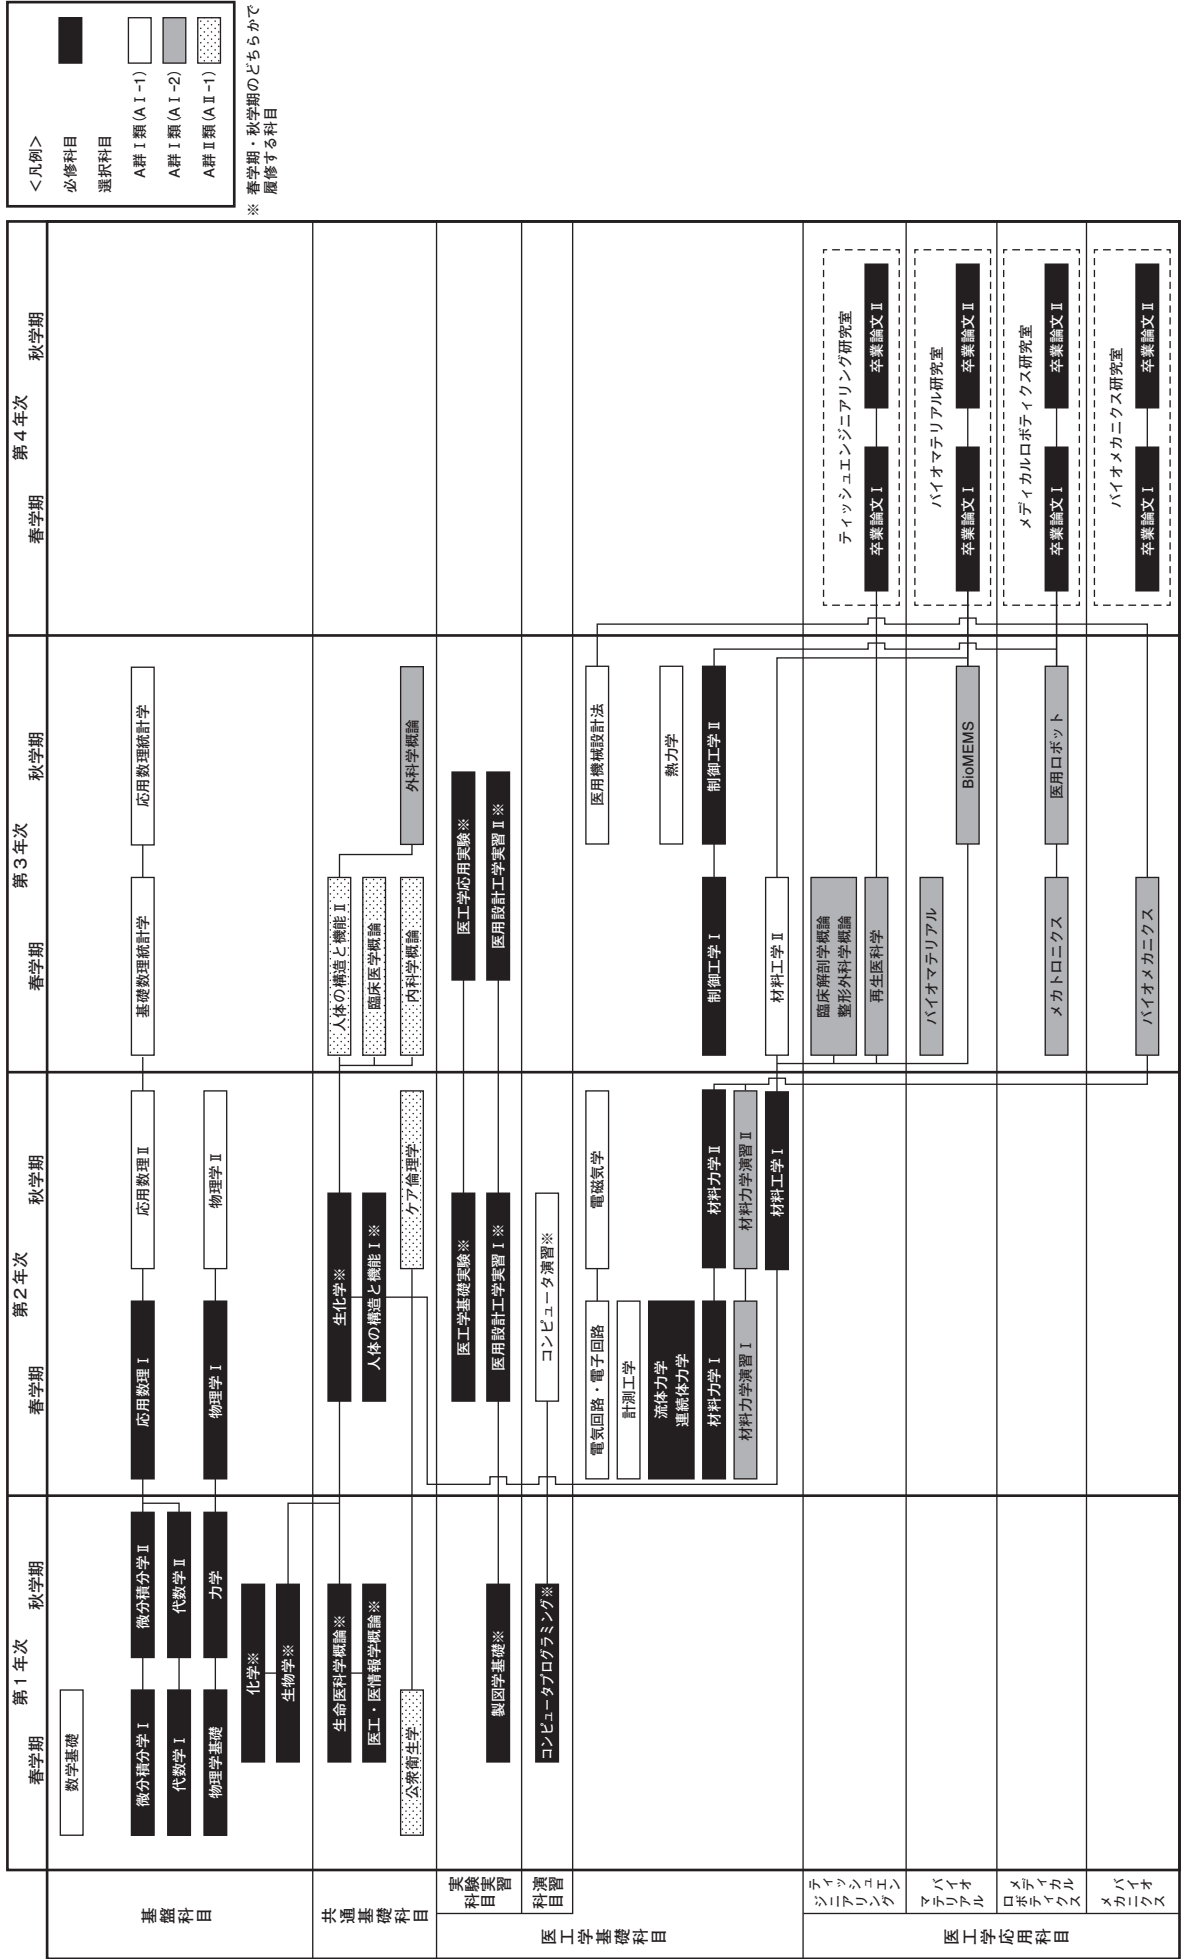 <凡例>
必修科目
選択科目
A群Ⅰ類(AⅠ-1)
A群Ⅰ類(AⅠ-2)
A群Ⅱ類(AⅡ-1)
※ 春学期・秋学期のどちらかで
履修する科目
第1年次
春学期
秋学期
第2年次
春学期
秋学期
第3年次
春学期
秋学期
第4年次
春学期
秋学期
基盤科目
数学基礎
微分積分学Ⅰ
微分積分学Ⅱ
応用数理Ⅰ
応用数理Ⅱ
基礎数理統計学
応用数理統計学
代数学Ⅰ
代数学Ⅱ
物理学基礎
力学
物理学Ⅰ
物理学Ⅱ
化学※
生物学※
共通基礎科目
生命医科学概論※
生化学※
人体の構造と機能Ⅱ
医工・医情報学概論※
人体の構造と機能Ⅰ※
臨床医学概論
公衆衛生学
ケア倫理学
内科学概論
外科学概論
医工学基礎科目
実験実習
科目
医工学基礎実験※
医工学応用実験※
製図学基礎※
医用設計工学実習Ⅰ※
医用設計工学実習Ⅱ※
演習
科目
コンピュータプログラミング※
コンピュータ演習※
電気回路・電子回路
電磁気学
医用機械設計法
計測工学
流体力学
連続体力学
熱力学
材料力学Ⅰ
材料力学Ⅱ
制御工学Ⅰ
制御工学Ⅱ
材料力学演習Ⅰ
材料力学演習Ⅱ
材料工学Ⅰ
材料工学Ⅱ
医工学応用科目
ティッシュエン
ジニアリング
臨床解剖学概論
整形外科学概論
再生医科学
ティッシュエンジニアリング研究室
卒業論文Ⅰ
卒業論文Ⅱ
バイオ
マテリアル
バイオマテリアル
BioMEMS
バイオマテリアル研究室
卒業論文Ⅰ
卒業論文Ⅱ
メディカル
ロボティクス
メカトロニクス
医用ロボット
メディカルロボティクス研究室
卒業論文Ⅰ
卒業論文Ⅱ
バイオ
メカニクス
バイオメカニクス
バイオメカニクス研究室
卒業論文Ⅰ
卒業論文Ⅱ